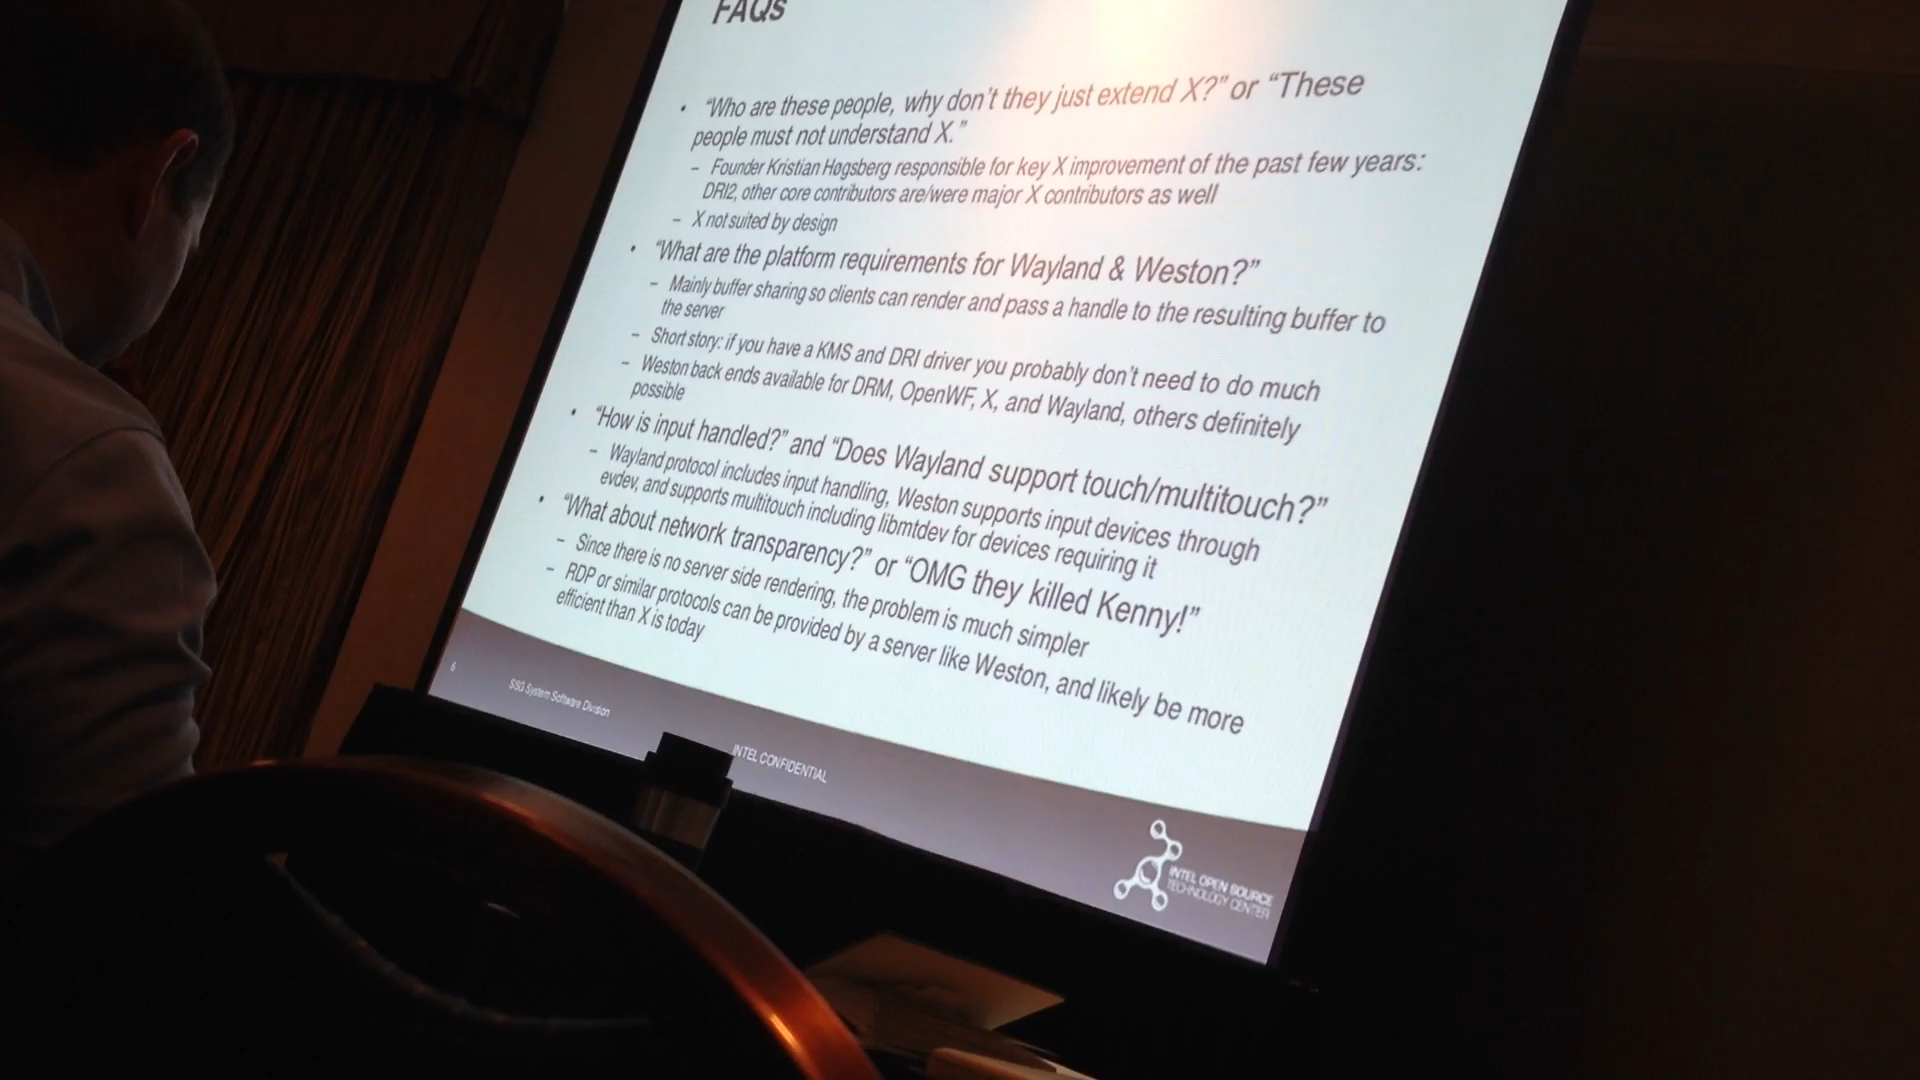 FAQs
• "Who are these people, why don't they just extend X?" or "These
people must not understand X."
– Founder Kristian Høgsberg responsible for key X improvement of the past few years:
DRI2, other core contributors are/were major X contributors as well
– X not suited by design
• "What are the platform requirements for Wayland & Weston?"
– Mainly buffer sharing so clients can render and pass a handle to the resulting buffer to
the server
– Short story: if you have a KMS and DRI driver you probably don't need to do much
– Weston back ends available for DRM, OpenWF, X, and Wayland, others definitely
possible
• "How is input handled?" and "Does Wayland support touch/multitouch?"
– Wayland protocol includes input handling, Weston supports input devices through
evdev, and supports multitouch including libmtdev for devices requiring it
• "What about network transparency?" or "OMG they killed Kenny!"
– Since there is no server side rendering, the problem is much simpler
– RDP or similar protocols can be provided by a server like Weston, and likely be more
efficient than X is today
6
SSG System Software Division
INTEL CONFIDENTIAL
INTEL OPEN SOURCE
TECHNOLOGY CENTER